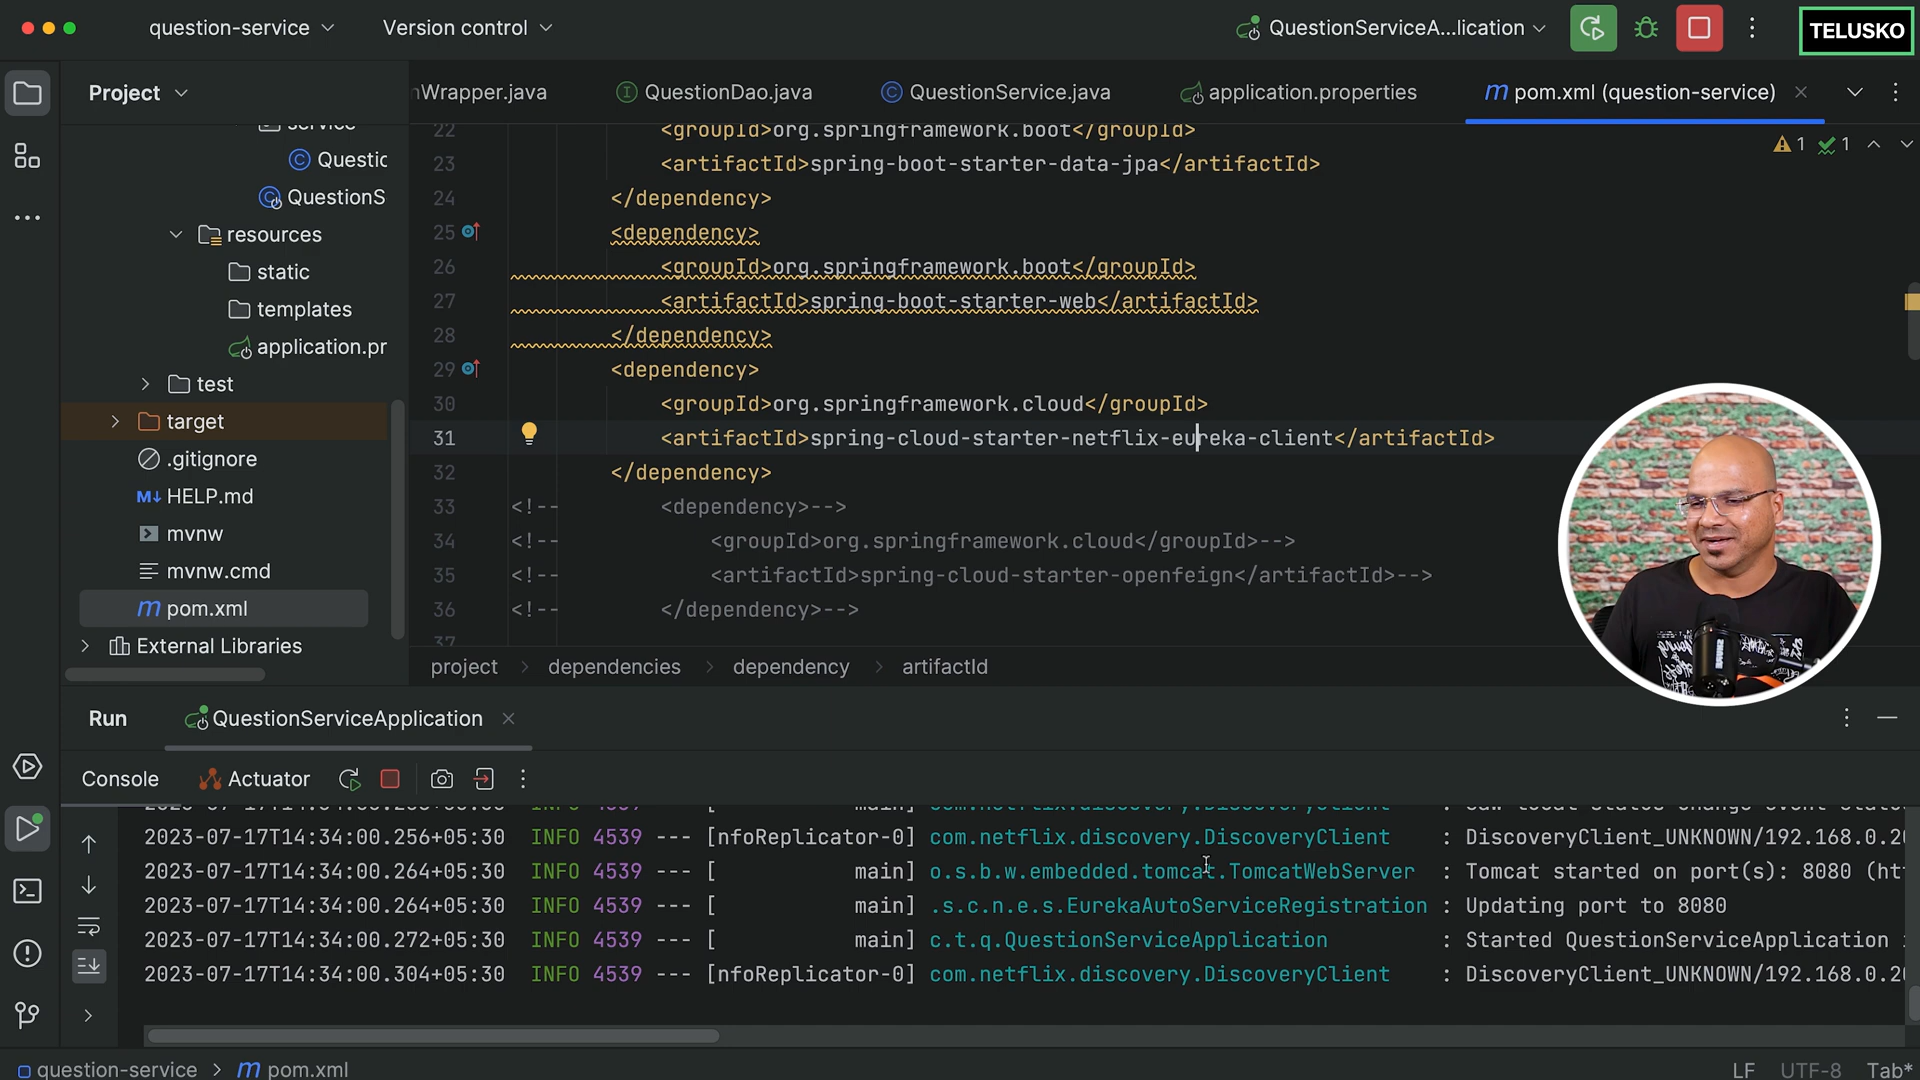 question-service
Version control
QuestionServiceA...lication
TELUSKO
Project
nWrapper.java
QuestionDao.java
QuestionService.java
application.properties
pom.xml (question-service)
service
Questic
QuestionS
resources
static
templates
application.pr
test
target
.gitignore
HELP.md
mvnw
mvnw.cmd
pom.xml
External Libraries
1 1
22 <groupId>org.springframework.boot</groupId>
23 <artifactId>spring-boot-starter-data-jpa</artifactId>
24 </dependency>
25 <dependency>
26 <groupId>org.springframework.boot</groupId>
27 <artifactId>spring-boot-starter-web</artifactId>
28 </dependency>
29 <dependency>
30 <groupId>org.springframework.cloud</groupId>
31 <artifactId>spring-cloud-starter-netflix-eureka-client</artifactId>
32 </dependency>
33 <!-- <dependency>-->
34 <!-- <groupId>org.springframework.cloud</groupId>-->
35 <!-- <artifactId>spring-cloud-starter-openfeign</artifactId>-->
36 <!-- </dependency>-->
37
project > dependencies > dependency > artifactId
Run
QuestionServiceApplication
Console
Actuator
2023-07-17T14:34:00.256+05:30 INFO 4539 --- [nfoReplicator-0] com.netflix.discovery.DiscoveryClient : DiscoveryClient_UNKNOWN/192.168.0.20
2023-07-17T14:34:00.264+05:30 INFO 4539 --- [ main] o.s.b.w.embedded.tomcat.TomcatWebServer : Tomcat started on port(s): 8080 (htt
2023-07-17T14:34:00.264+05:30 INFO 4539 --- [ main] .s.c.n.e.s.EurekaAutoServiceRegistration : Updating port to 8080
2023-07-17T14:34:00.272+05:30 INFO 4539 --- [ main] c.t.q.QuestionServiceApplication : Started QuestionServiceApplication i
2023-07-17T14:34:00.304+05:30 INFO 4539 --- [nfoReplicator-0] com.netflix.discovery.DiscoveryClient : DiscoveryClient_UNKNOWN/192.168.0.20
question-service > pom.xml
LF UTF-8 Tab*